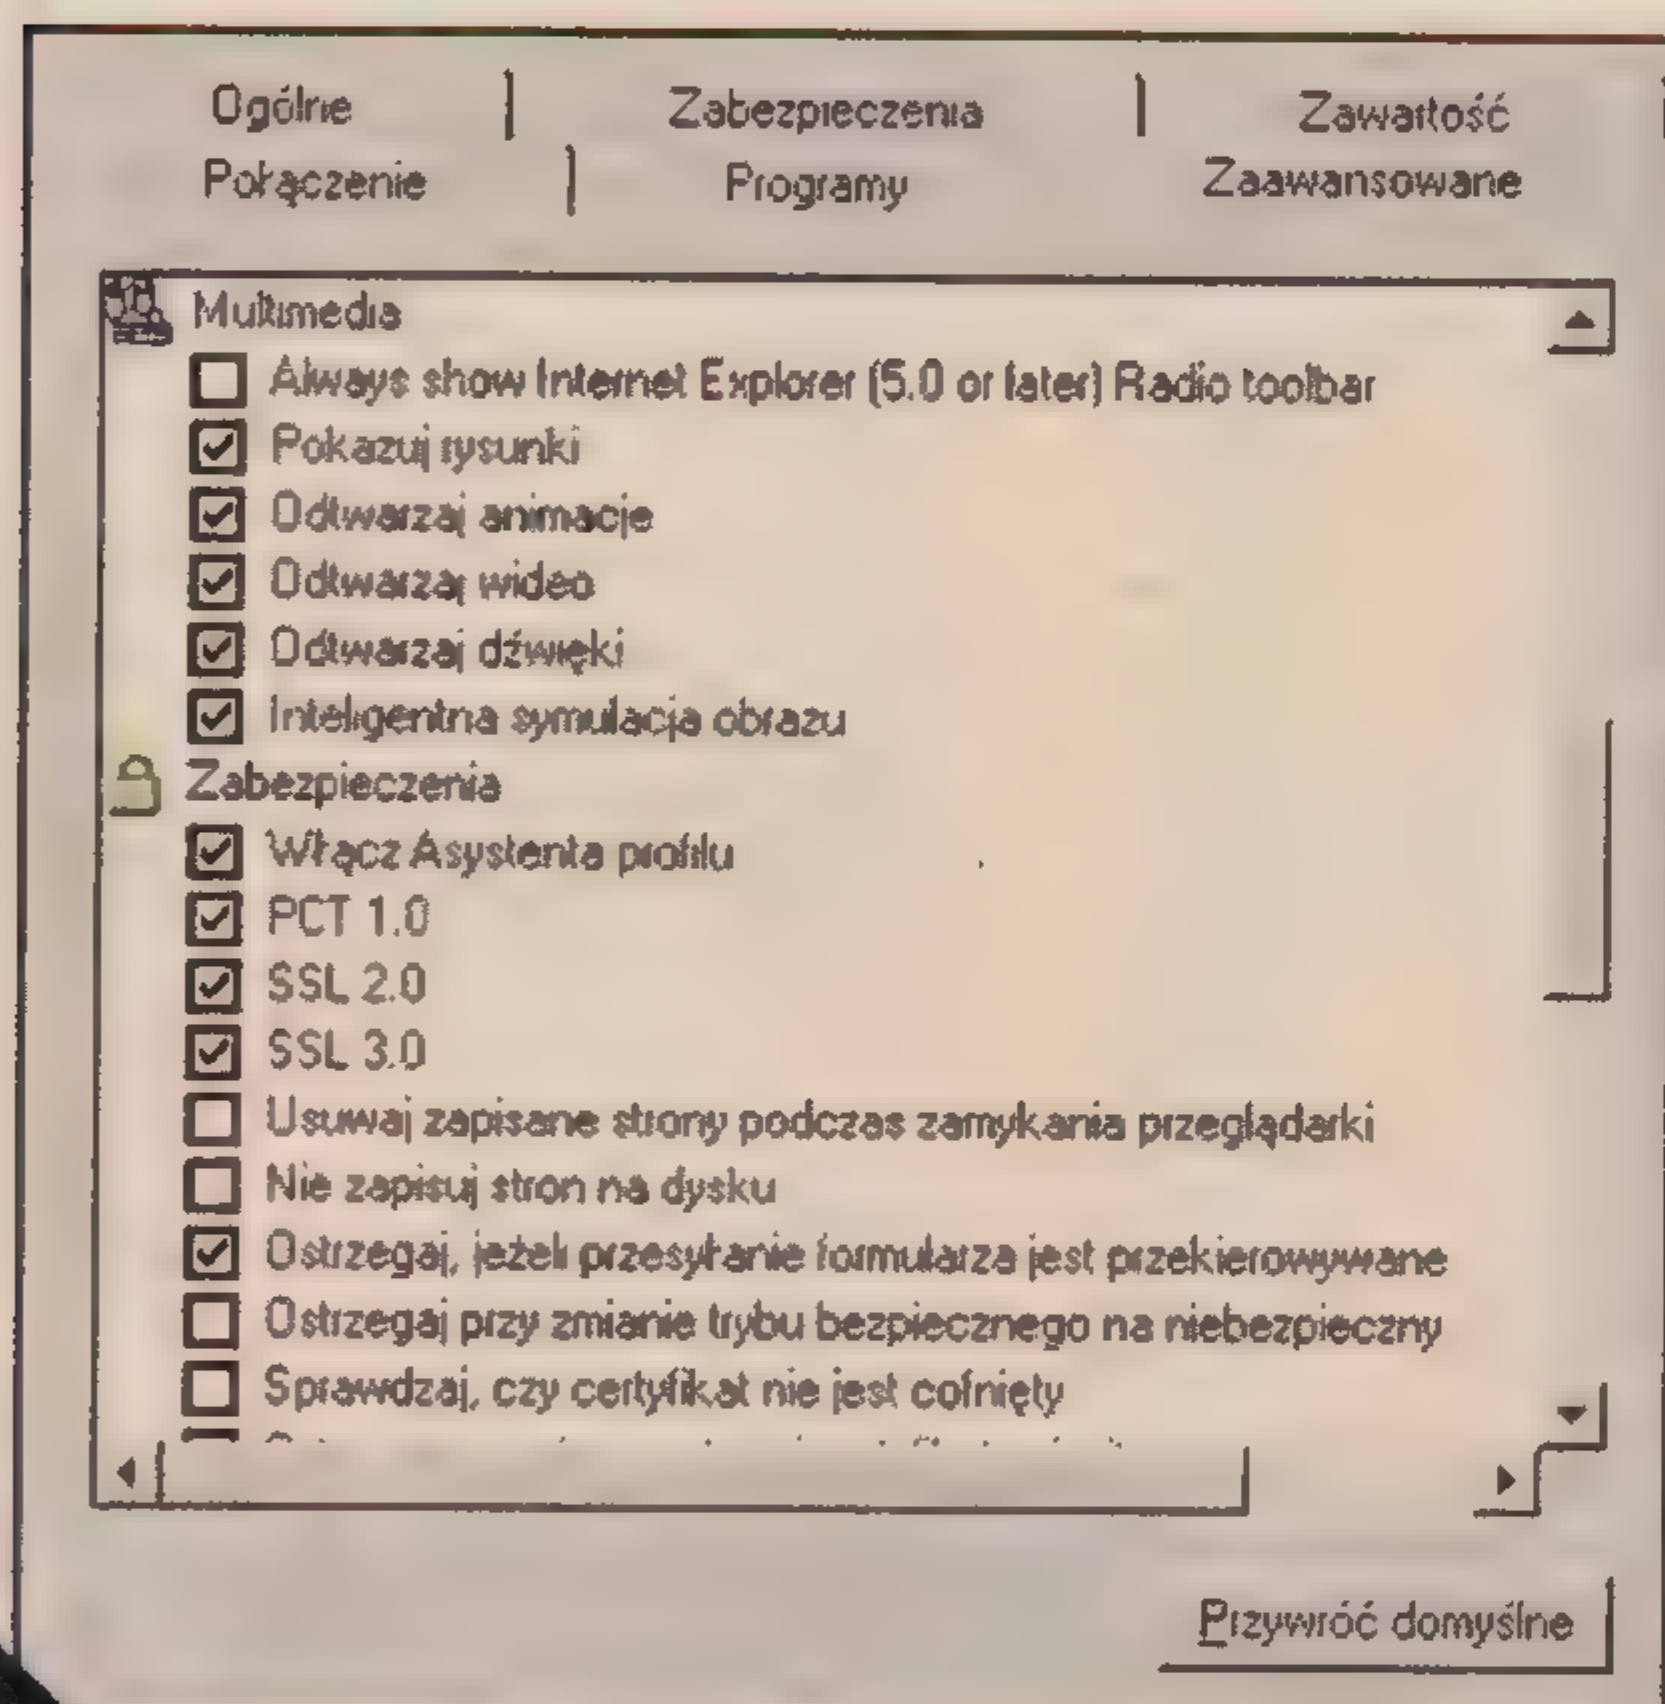 Ogólne Zabezpieczenia Zawartość
Połączenie Programy Zaawansowane
Multimedia
Always show Internet Explorer (5.0 or later) Radio toolbar
Pokazuj rysunki
Odtwarzaj animacje
Odtwarzaj wideo
Odtwarzaj dźwięki
Inteligentna symulacja obrazu
Zabezpieczenia
Włącz Asystenta profilu
PCT 1.0
SSL 2.0
SSL 3.0
Usuwaj zapisane strony podczas zamykania przeglądarki
Nie zapisuj stron na dysku
Ostrzegaj, jeżeli przesyłanie formularza jest przekierowywane
Ostrzegaj przy zmianie trybu bezpiecznego na niebezpieczny
Sprawdzaj, czy certyfikat nie jest cofnięty
Przywróć domyślne